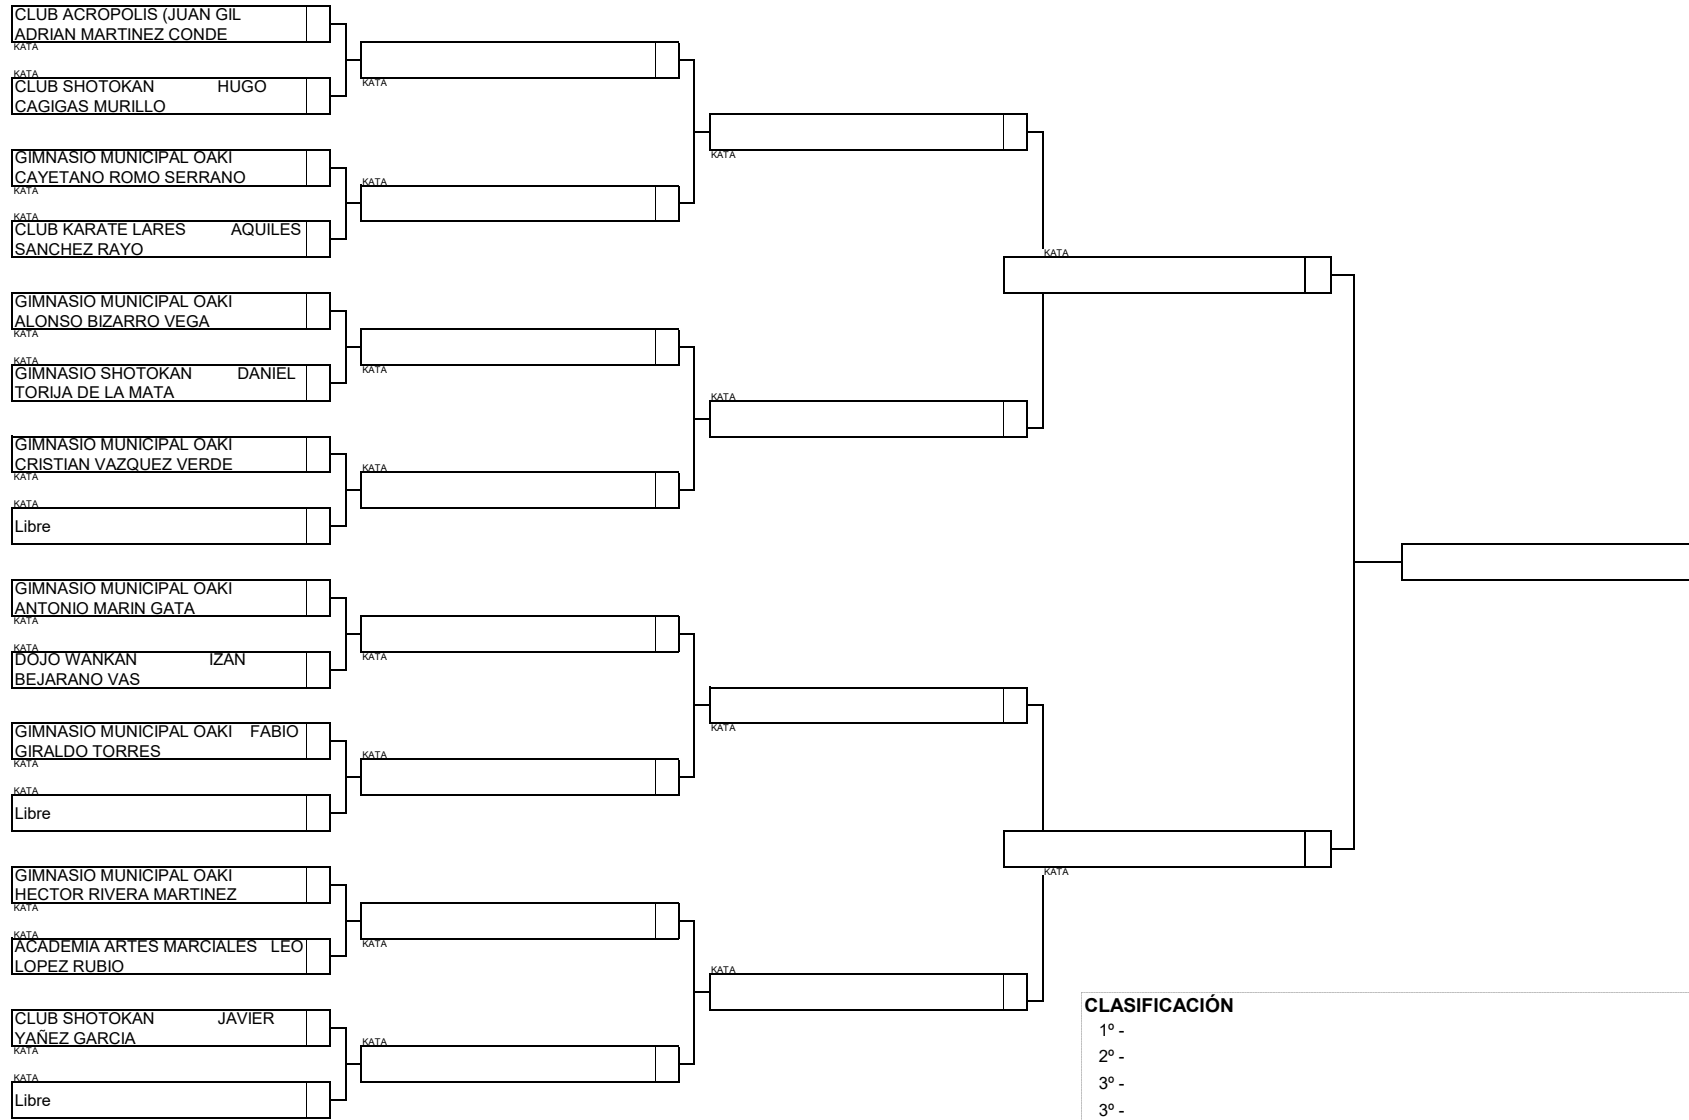 CLUB ACROPOLIS (JUAN GIL
ADRIAN MARTINEZ CONDE
KATA
KATA
CLUB SHOTOKAN HUGO
CAGIGAS MURILLO
KATA
GIMNASIO MUNICIPAL OAKI
CAYETANO ROMO SERRANO
KATA
KATA
CLUB KARATE LARES AQUILES
SANCHEZ RAYO
KATA
KATA
KATA
GIMNASIO MUNICIPAL OAKI
ALONSO BIZARRO VEGA
KATA
KATA
GIMNASIO SHOTOKAN DANIEL
TORIJA DE LA MATA
KATA
KATA
GIMNASIO MUNICIPAL OAKI
CRISTIAN VAZQUEZ VERDE
KATA
KATA
Libre
KATA
GIMNASIO MUNICIPAL OAKI
ANTONIO MARIN GATA
KATA
KATA
DOJO WANKAN IZAN
BEJARANO VAS
KATA
GIMNASIO MUNICIPAL OAKI FABIO
GIRALDO TORRES
KATA
KATA
Libre
KATA
KATA
GIMNASIO MUNICIPAL OAKI
HECTOR RIVERA MARTINEZ
KATA
KATA
ACADEMIA ARTES MARCIALES LEO
LOPEZ RUBIO
KATA
KATA
KATA
CLUB SHOTOKAN JAVIER
YAÑEZ GARCIA
KATA
KATA
Libre
KATA
CLASIFICACIÓN
1º -
2º -
3º -
3º -